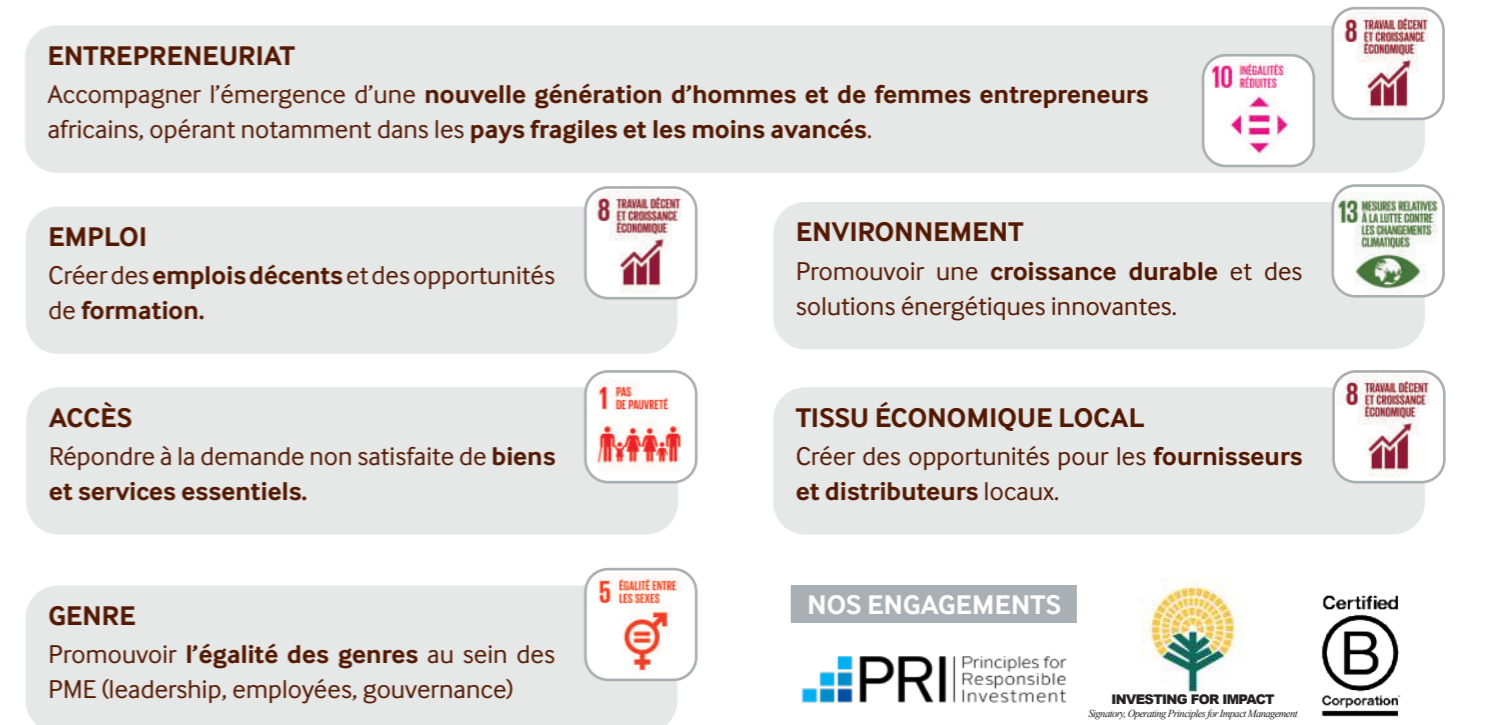 ENTREPRENEURIAT
Accompagner l’émergence d’une nouvelle génération d’hommes et de femmes entrepreneurs
africains, opérant notamment dans les pays fragiles et les moins avancés.
10 INÉGALITÉS
RÉDUITES
8 TRAVAIL DÉCENT
ET CROISSANCE
ÉCONOMIQUE
EMPLOI
Créer des emplois décents et des opportunités
de formation.
8 TRAVAIL DÉCENT
ET CROISSANCE
ÉCONOMIQUE
ENVIRONNEMENT
Promouvoir une croissance durable et des
solutions énergétiques innovantes.
13 MESURES RELATIVES
À LA LUTTE CONTRE
LES CHANGEMENTS
CLIMATIQUES
ACCÈS
Répondre à la demande non satisfaite de biens
et services essentiels.
1 PAS
DE PAUVRETÉ
TISSU ÉCONOMIQUE LOCAL
Créer des opportunités pour les fournisseurs
et distributeurs locaux.
8 TRAVAIL DÉCENT
ET CROISSANCE
ÉCONOMIQUE
GENRE
Promouvoir l’égalité des genres au sein des
PME (leadership, employées, gouvernance)
5 ÉGALITÉ ENTRE
LES SEXES
NOS ENGAGEMENTS
PRI
Principles for
Responsible
Investment
INVESTING FOR IMPACT
Signatory, Operating Principles for Impact Management
Certified
B
Corporation